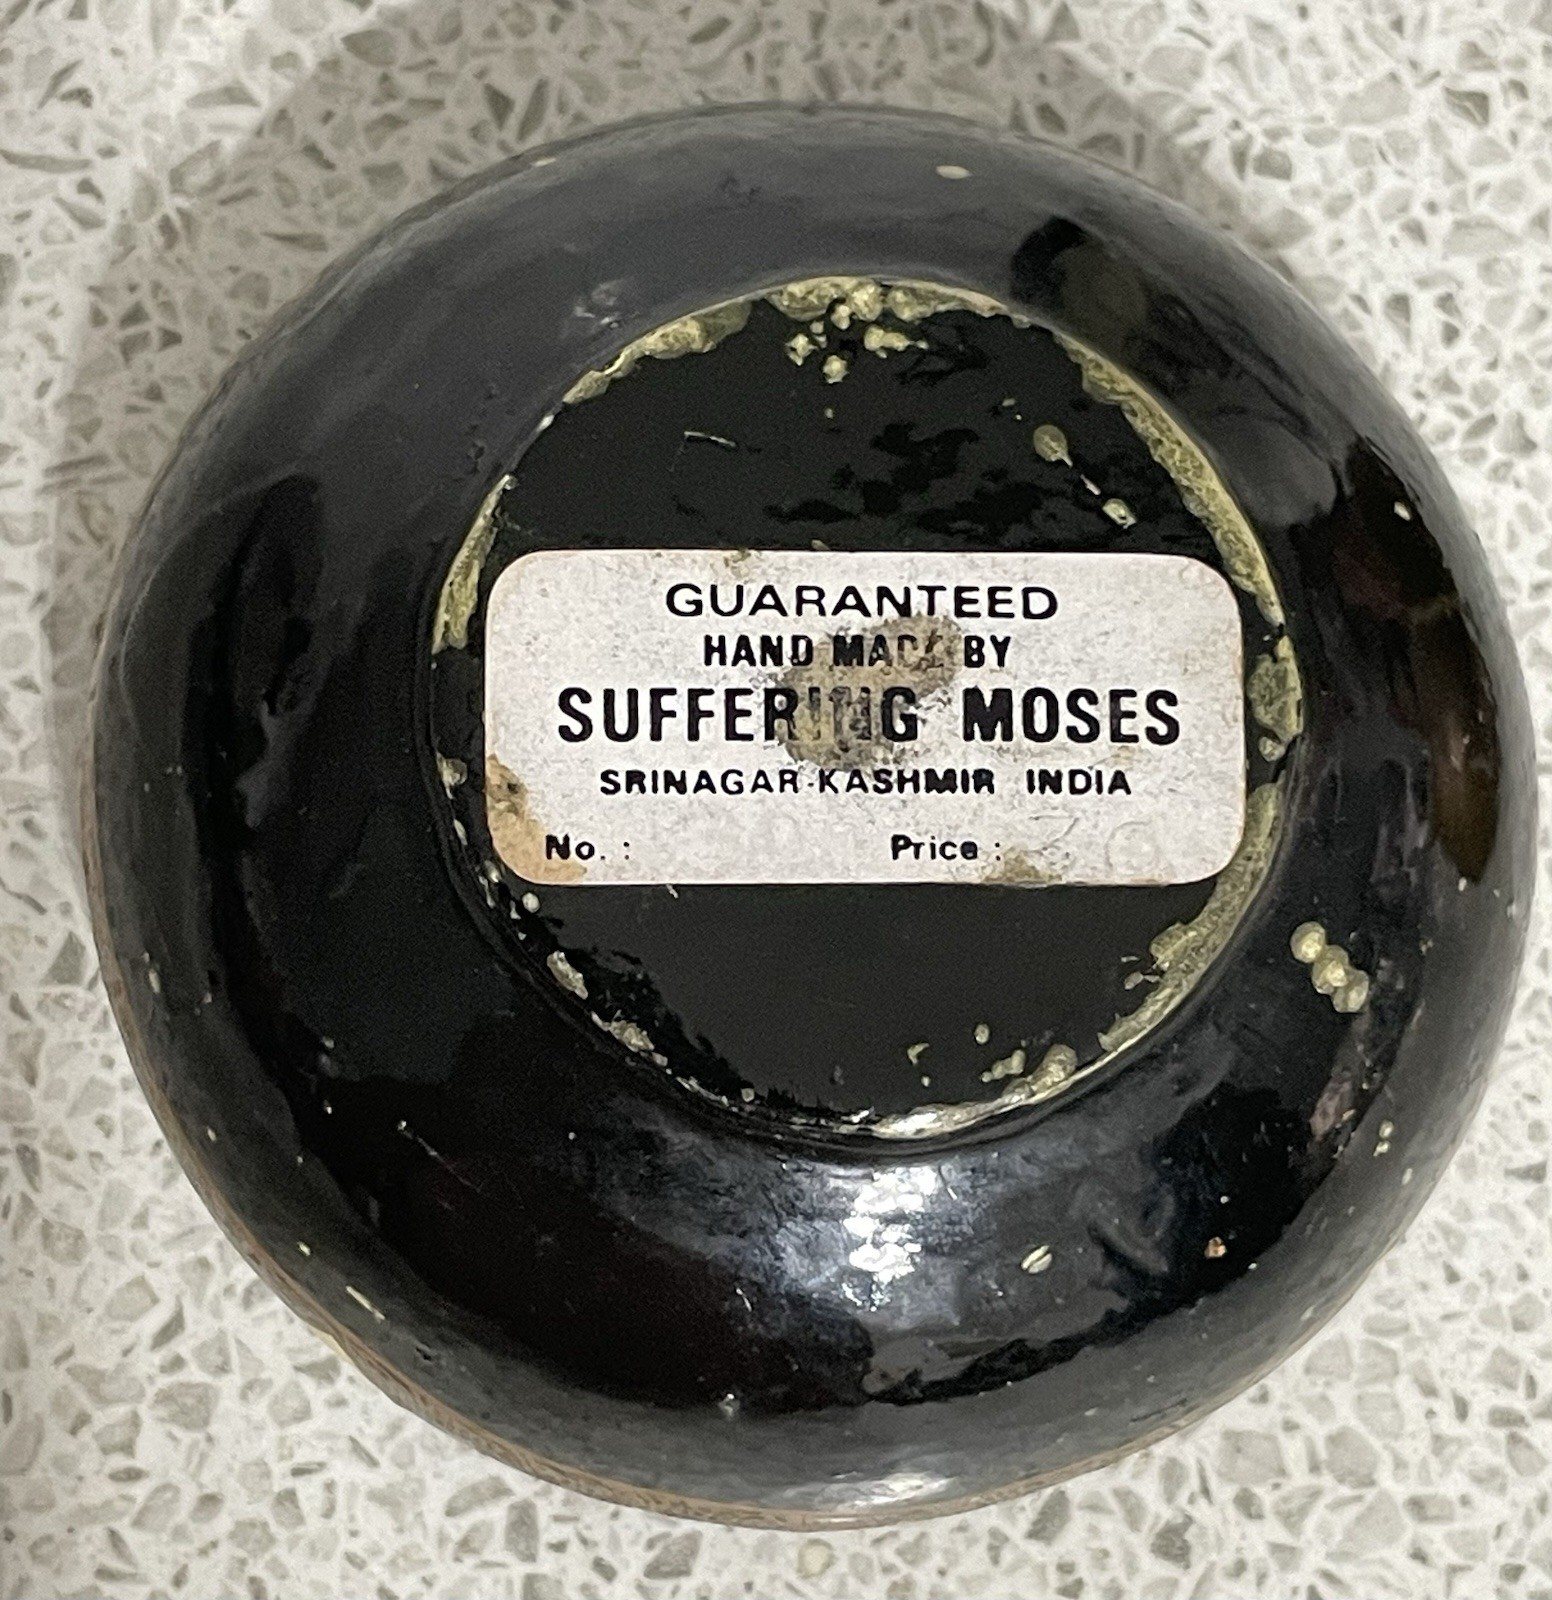 GUARANTEED
HAND MADE BY
SUFFERING MOSES
SRINAGAR-KASHMIR INDIA
No. : Price :